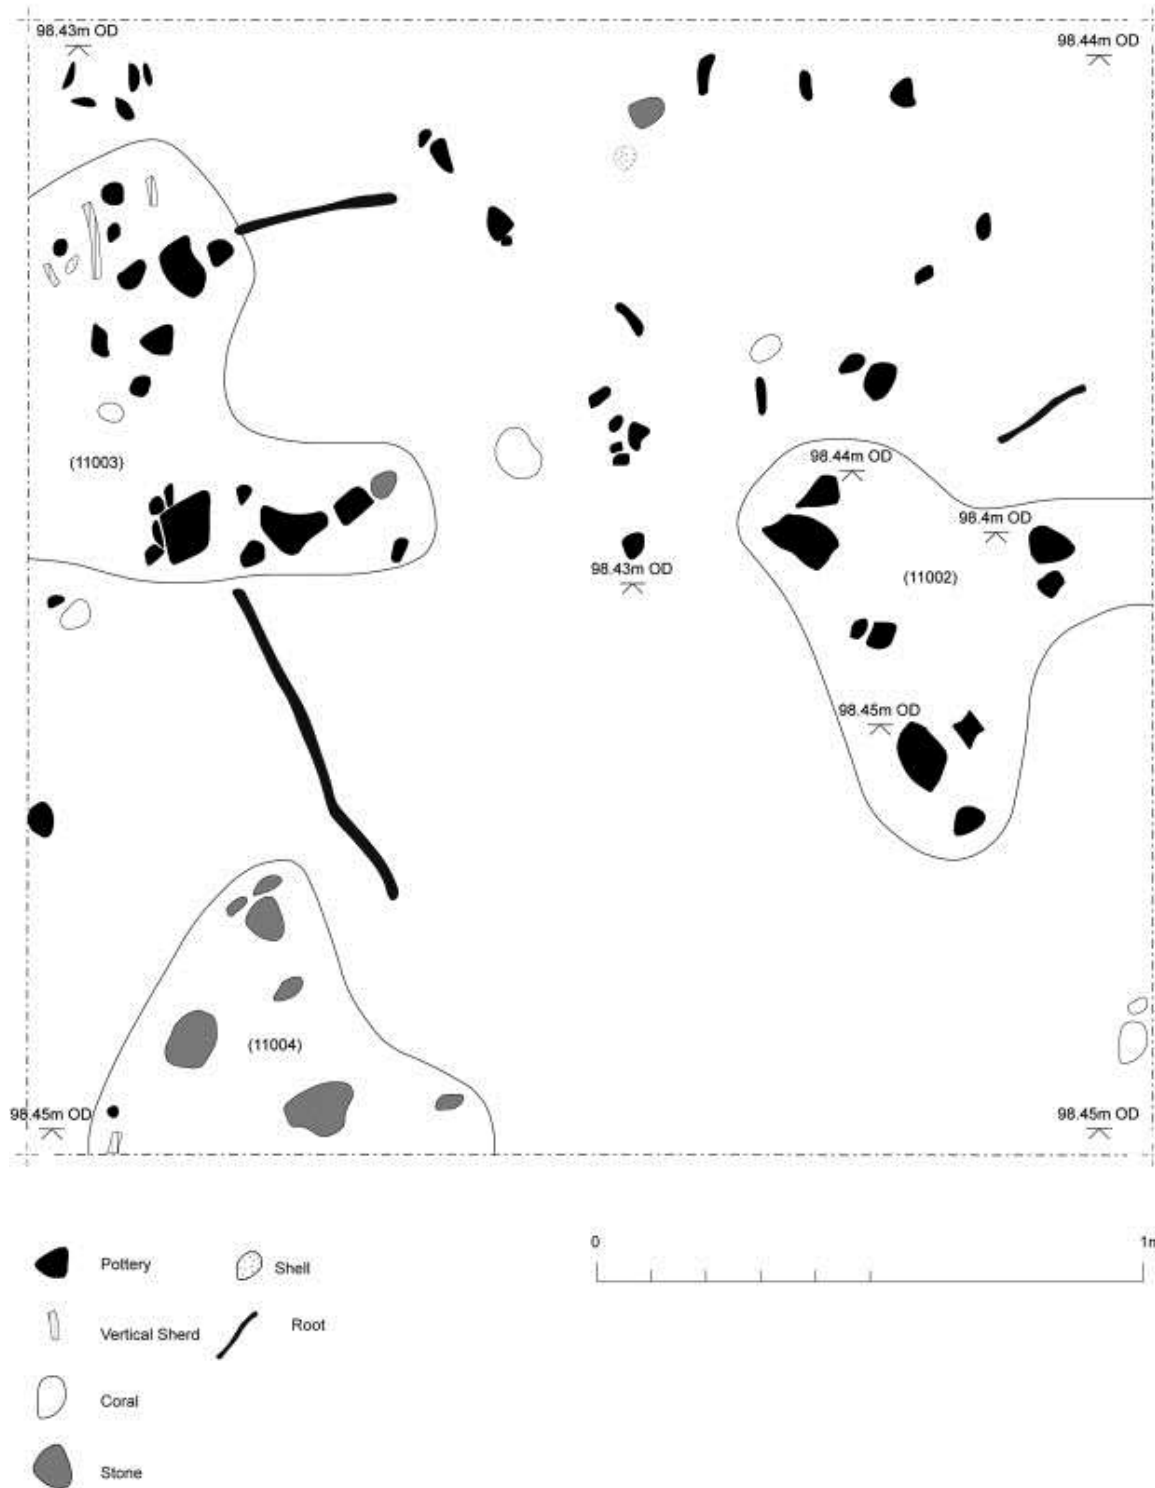 98.43m OD
98.44m OD
(11003)
98.44m OD
98.4m OD
98.43m OD
(11002)
98.45m OD
(11004)
98.45m OD
98.45m OD
0
1m
Pottery
Shell
Vertical Sherd
Root
Coral
Stone